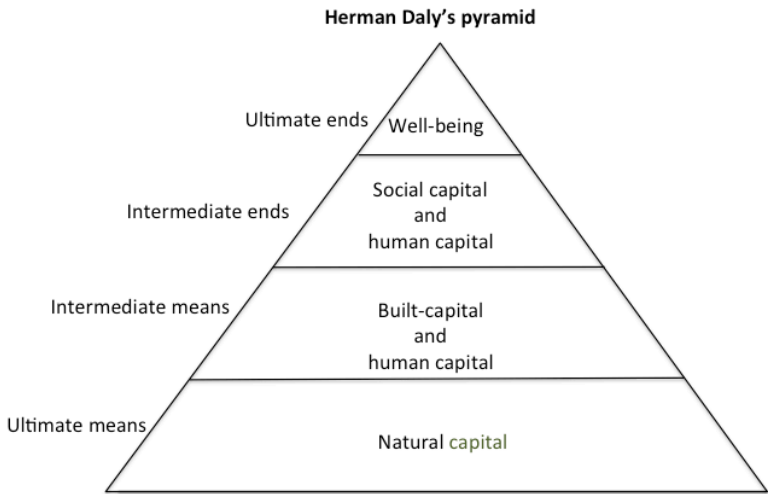 Herman Daly's pyramid
Ultimate ends
Well-being
Intermediate ends
Social capital
and
human capital
Intermediate means
Built-capital
and
human capital
Ultimate means
Natural capital